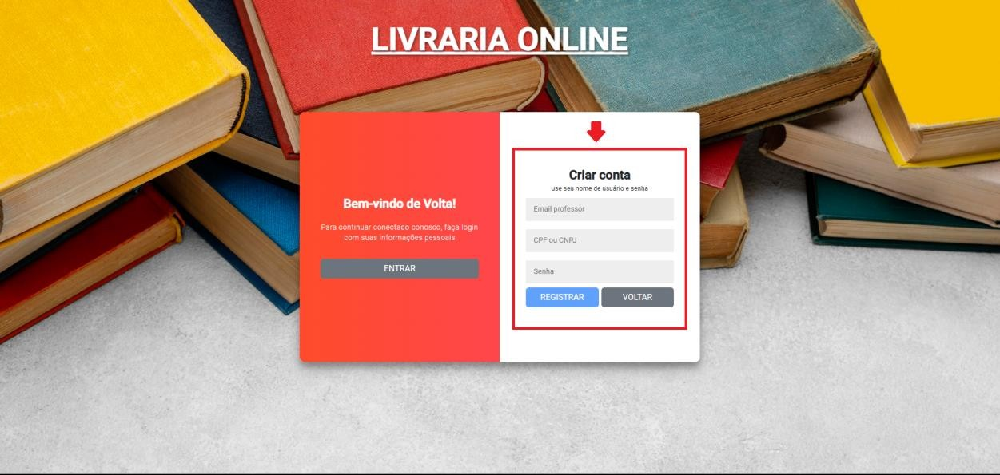 LIVRARIA ONLINE
Bem-vindo de Volta!
Para continuar conectado conosco, faça login
com suas informações pessoais
ENTRAR
Criar conta
use seu nome de usuário e senha
Email professor
CPF ou CNPJ
Senha
REGISTRAR
VOLTAR